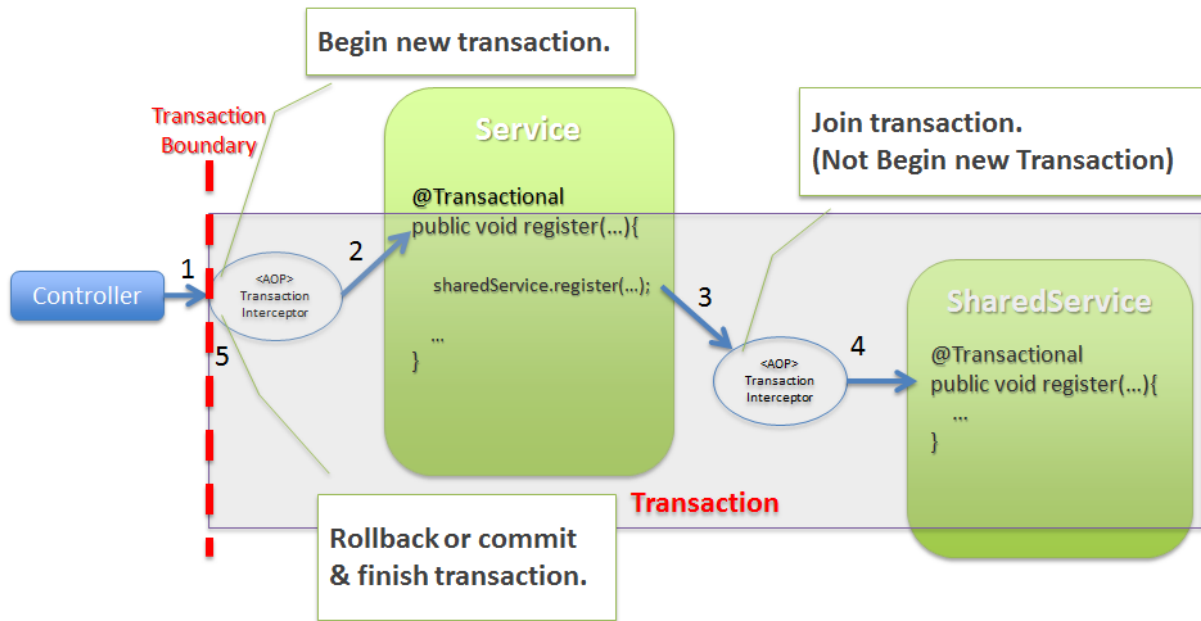 Begin new transaction.
Transaction
Boundary
Service
Join transaction.
(Not Begin new Transaction)
@Transactional
public void register(...){
sharedService.register(...);
...
}
1
2
Controller
<AOP>
Transaction
Interceptor
3
SharedService
5
4
<AOP>
Transaction
Interceptor
@Transactional
public void register(...){
...
}
Transaction
Rollback or commit
& finish transaction.